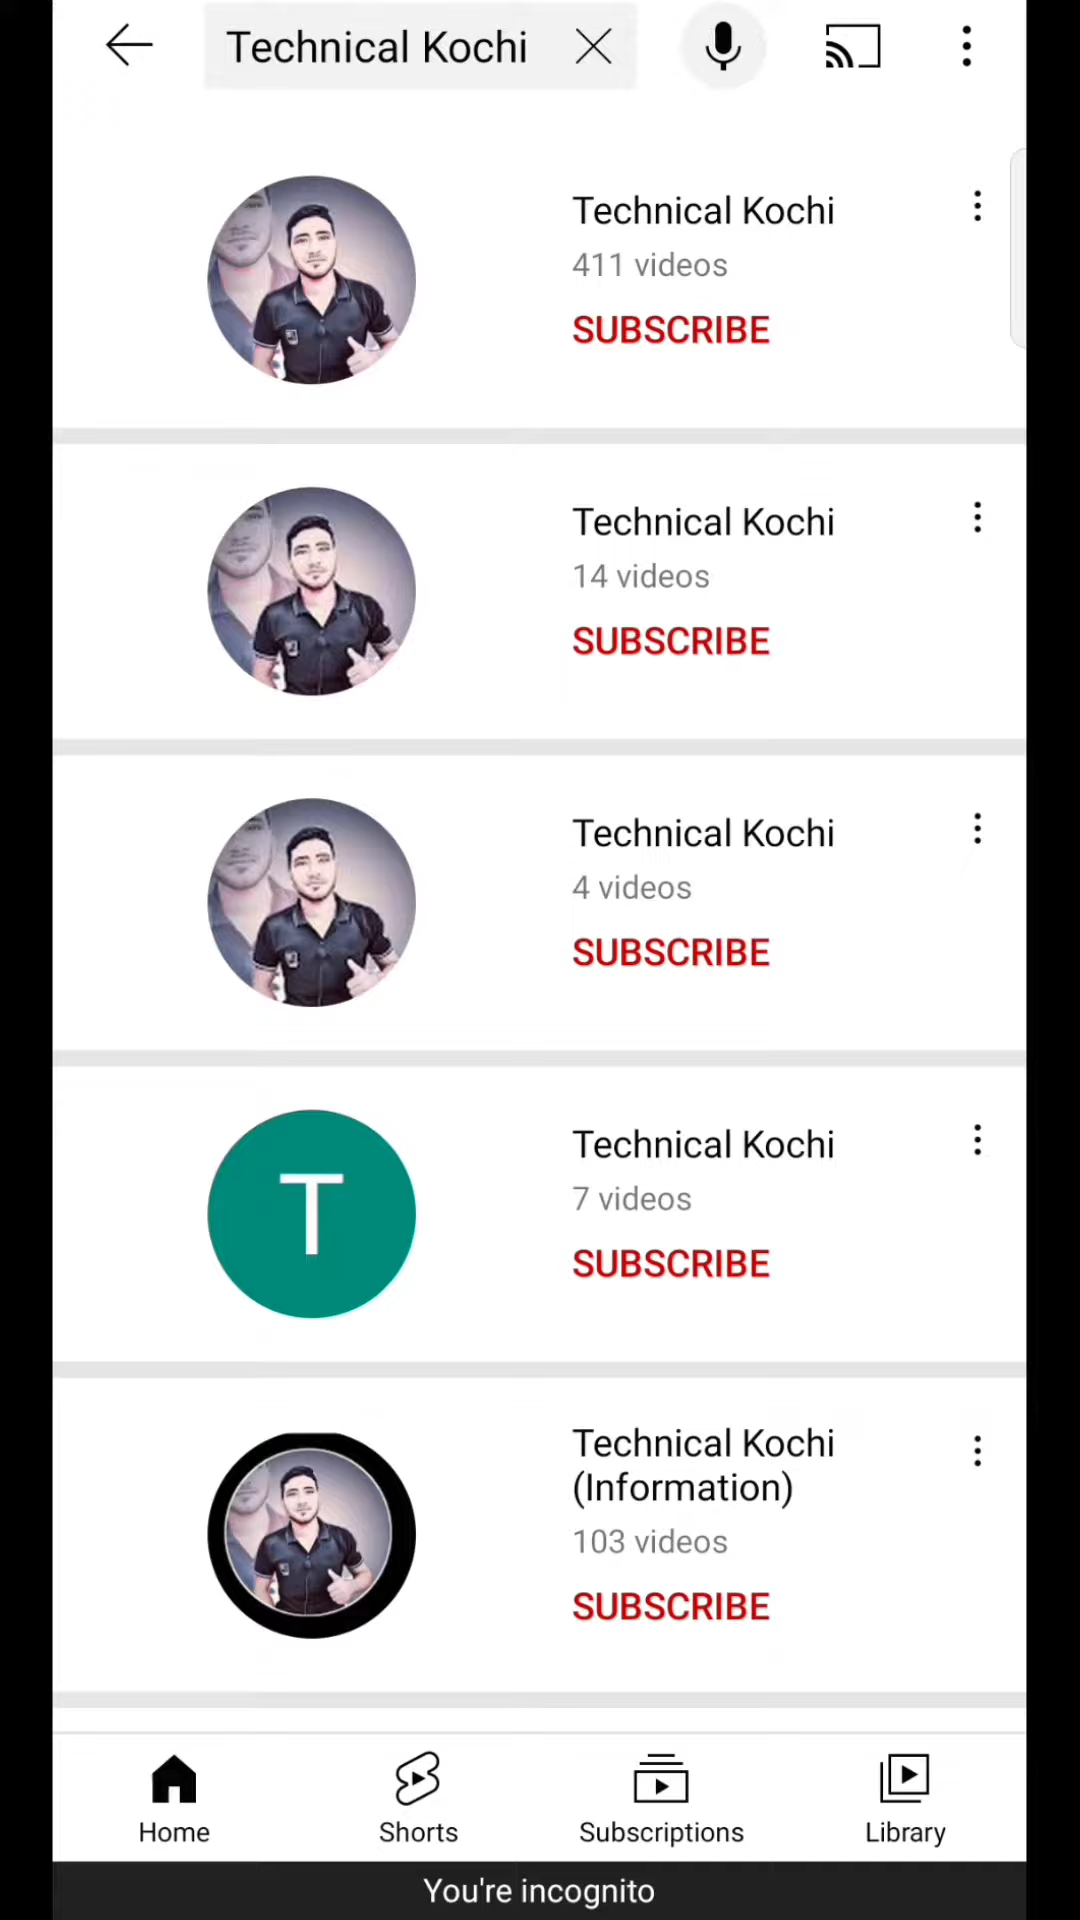 Technical Kochi
Technical Kochi
411 videos
SUBSCRIBE
Technical Kochi
14 videos
SUBSCRIBE
Technical Kochi
4 videos
SUBSCRIBE
T
Technical Kochi
7 videos
SUBSCRIBE
Technical Kochi
(Information)
103 videos
SUBSCRIBE
Home
Shorts
Subscriptions
Library
You're incognito